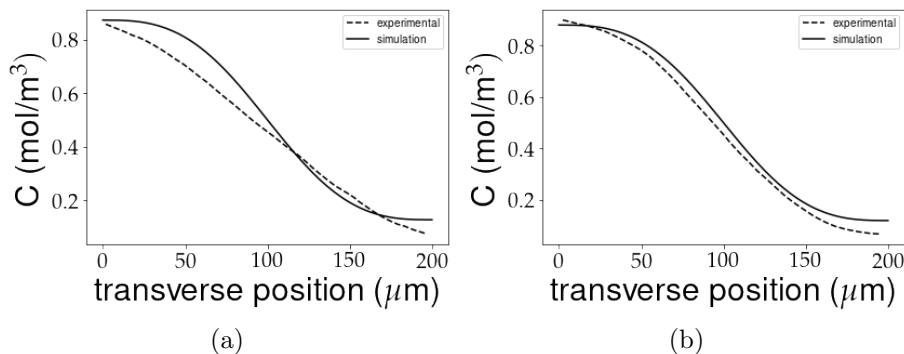 experimental
simulation
C (mol/m³)
0.8
0.6
0.4
0.2
0
50
100
150
200
transverse position (μm)
(a)
experimental
simulation
C (mol/m³)
0.8
0.6
0.4
0.2
0
50
100
150
200
transverse position (μm)
(b)